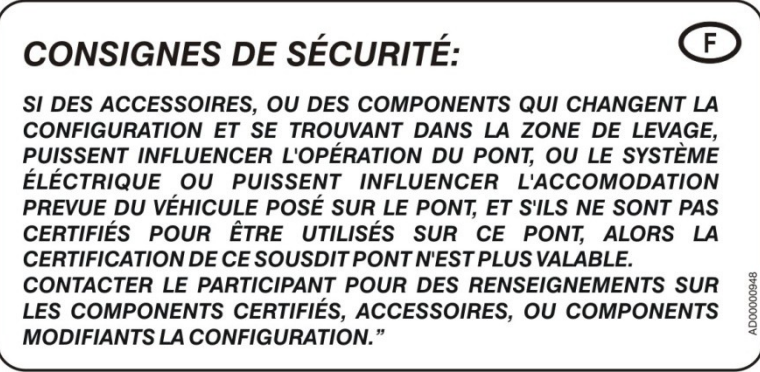 CONSIGNES DE SÉCURITÉ:
F
SI DES ACCESSOIRES, OU DES COMPONENTS QUI CHANGENT LA
CONFIGURATION ET SE TROUVANT DANS LA ZONE DE LEVAGE,
PUISSENT INFLUENCER L'OPÉRATION DU PONT, OU LE SYSTÈME
ÉLÉCTRIQUE OU PUISSENT INFLUENCER L'ACCOMODATION
PREVUE DU VÉHICULE POSÉ SUR LE PONT, ET S'ILS NE SONT PAS
CERTIFIÉS POUR ÊTRE UTILISÉS SUR CE PONT, ALORS LA
CERTIFICATION DE CE SOUSDIT PONT N'EST PLUS VALABLE.
CONTACTER LE PARTICIPANT POUR DES RENSEIGNEMENTS SUR
LES COMPONENTS CERTIFIÉS, ACCESSOIRES, OU COMPONENTS
MODIFIANTS LA CONFIGURATION.”
AD00000948